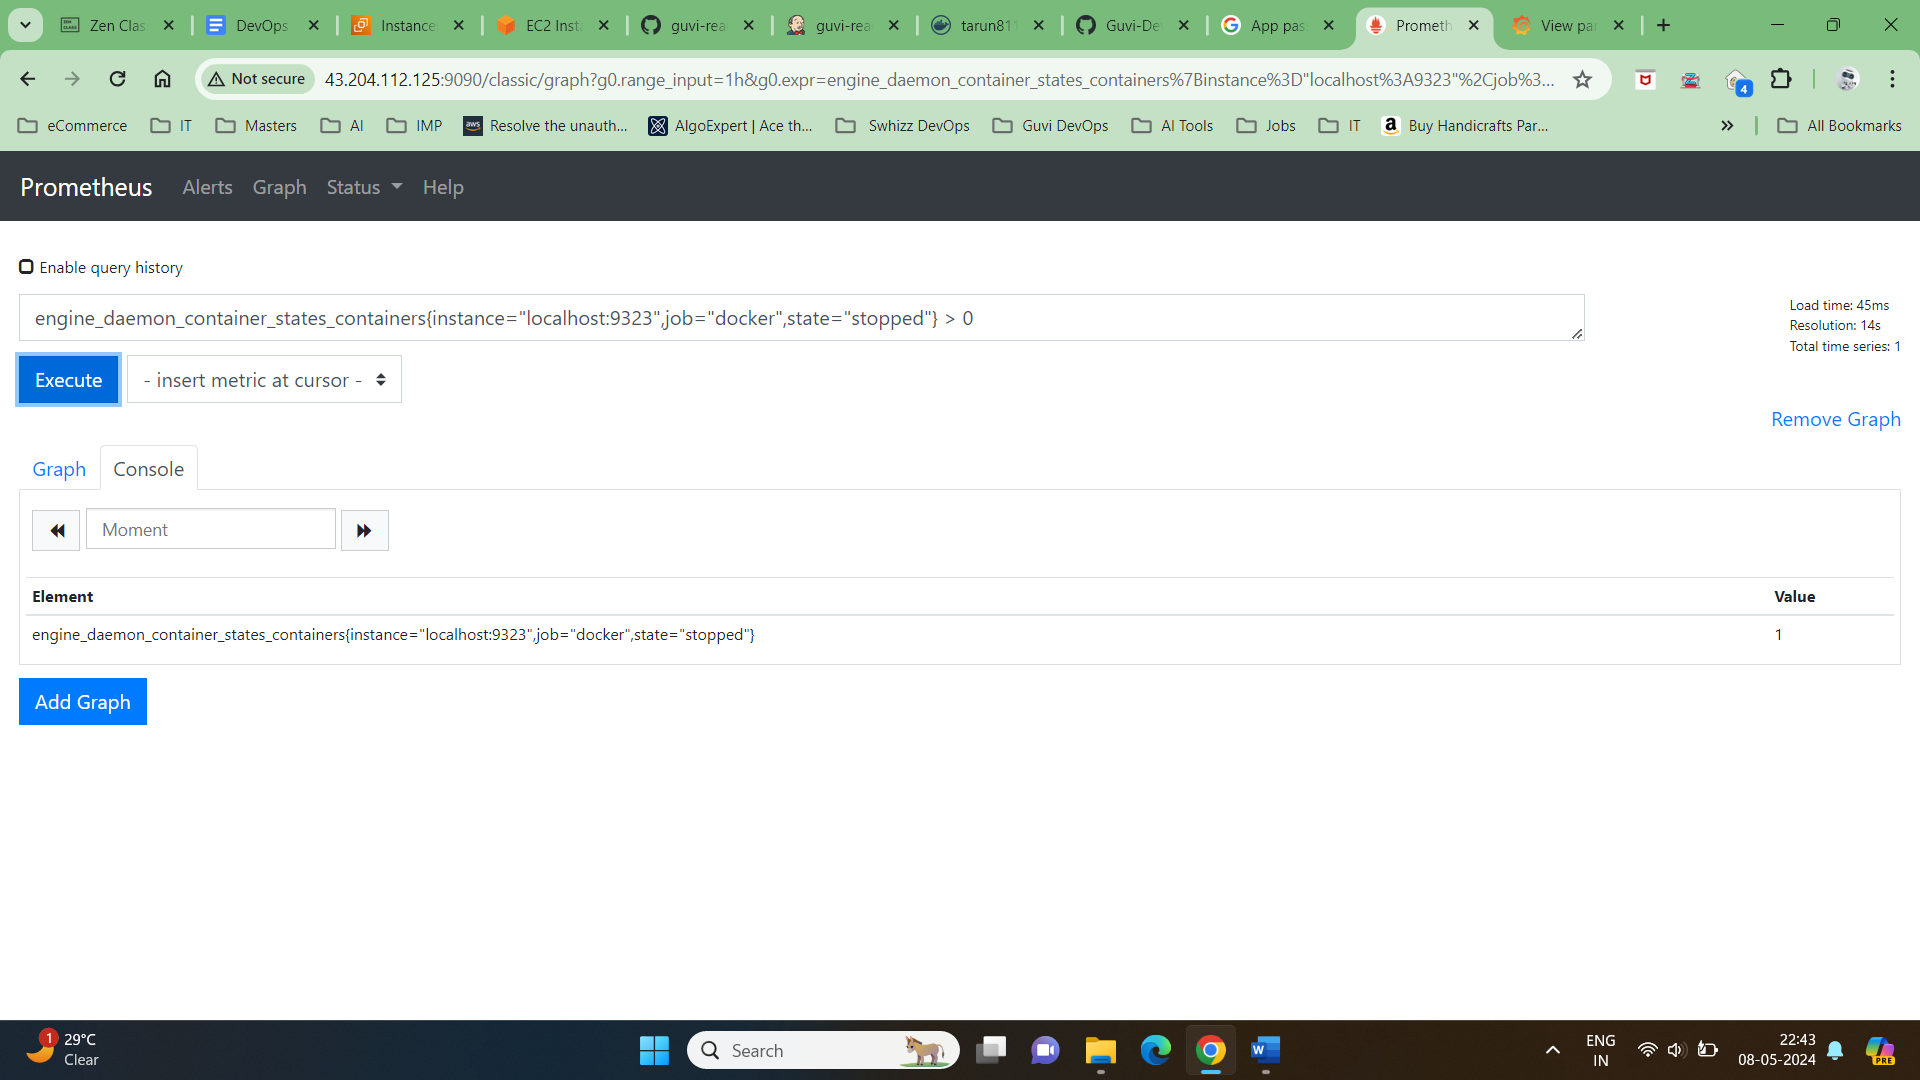 Zen Clas
DevOps
Instance
EC2 Inst
guvi-rea
guvi-rea
tarun811
Guvi-De
App pas
Prometh
View pa
Not secure
43.204.112.125:9090/classic/graph?g0.range_input=1h&g0.expr=engine_daemon_container_states_containers%7Binstance%3D"localhost%3A9323"%2Cjob%3...
4
eCommerce
IT
Masters
AI
IMP
aws
Resolve the unauth...
AlgoExpert | Ace th...
Swhizz DevOps
Guvi DevOps
AI Tools
Jobs
IT
Buy Handicrafts Par...
All Bookmarks
Prometheus
Alerts
Graph
Status
Help
Enable query history
engine_daemon_container_states_containers{instance="localhost:9323",job="docker",state="stopped"} > 0
Load time: 45ms
Resolution: 14s
Total time series: 1
Execute
- insert metric at cursor -
Remove Graph
Graph
Console
Moment
Element
Value
engine_daemon_container_states_containers{instance="localhost:9323",job="docker",state="stopped"}
1
Add Graph
1
29°C
Clear
Search
ENG
IN
22:43
08-05-2024
PRE